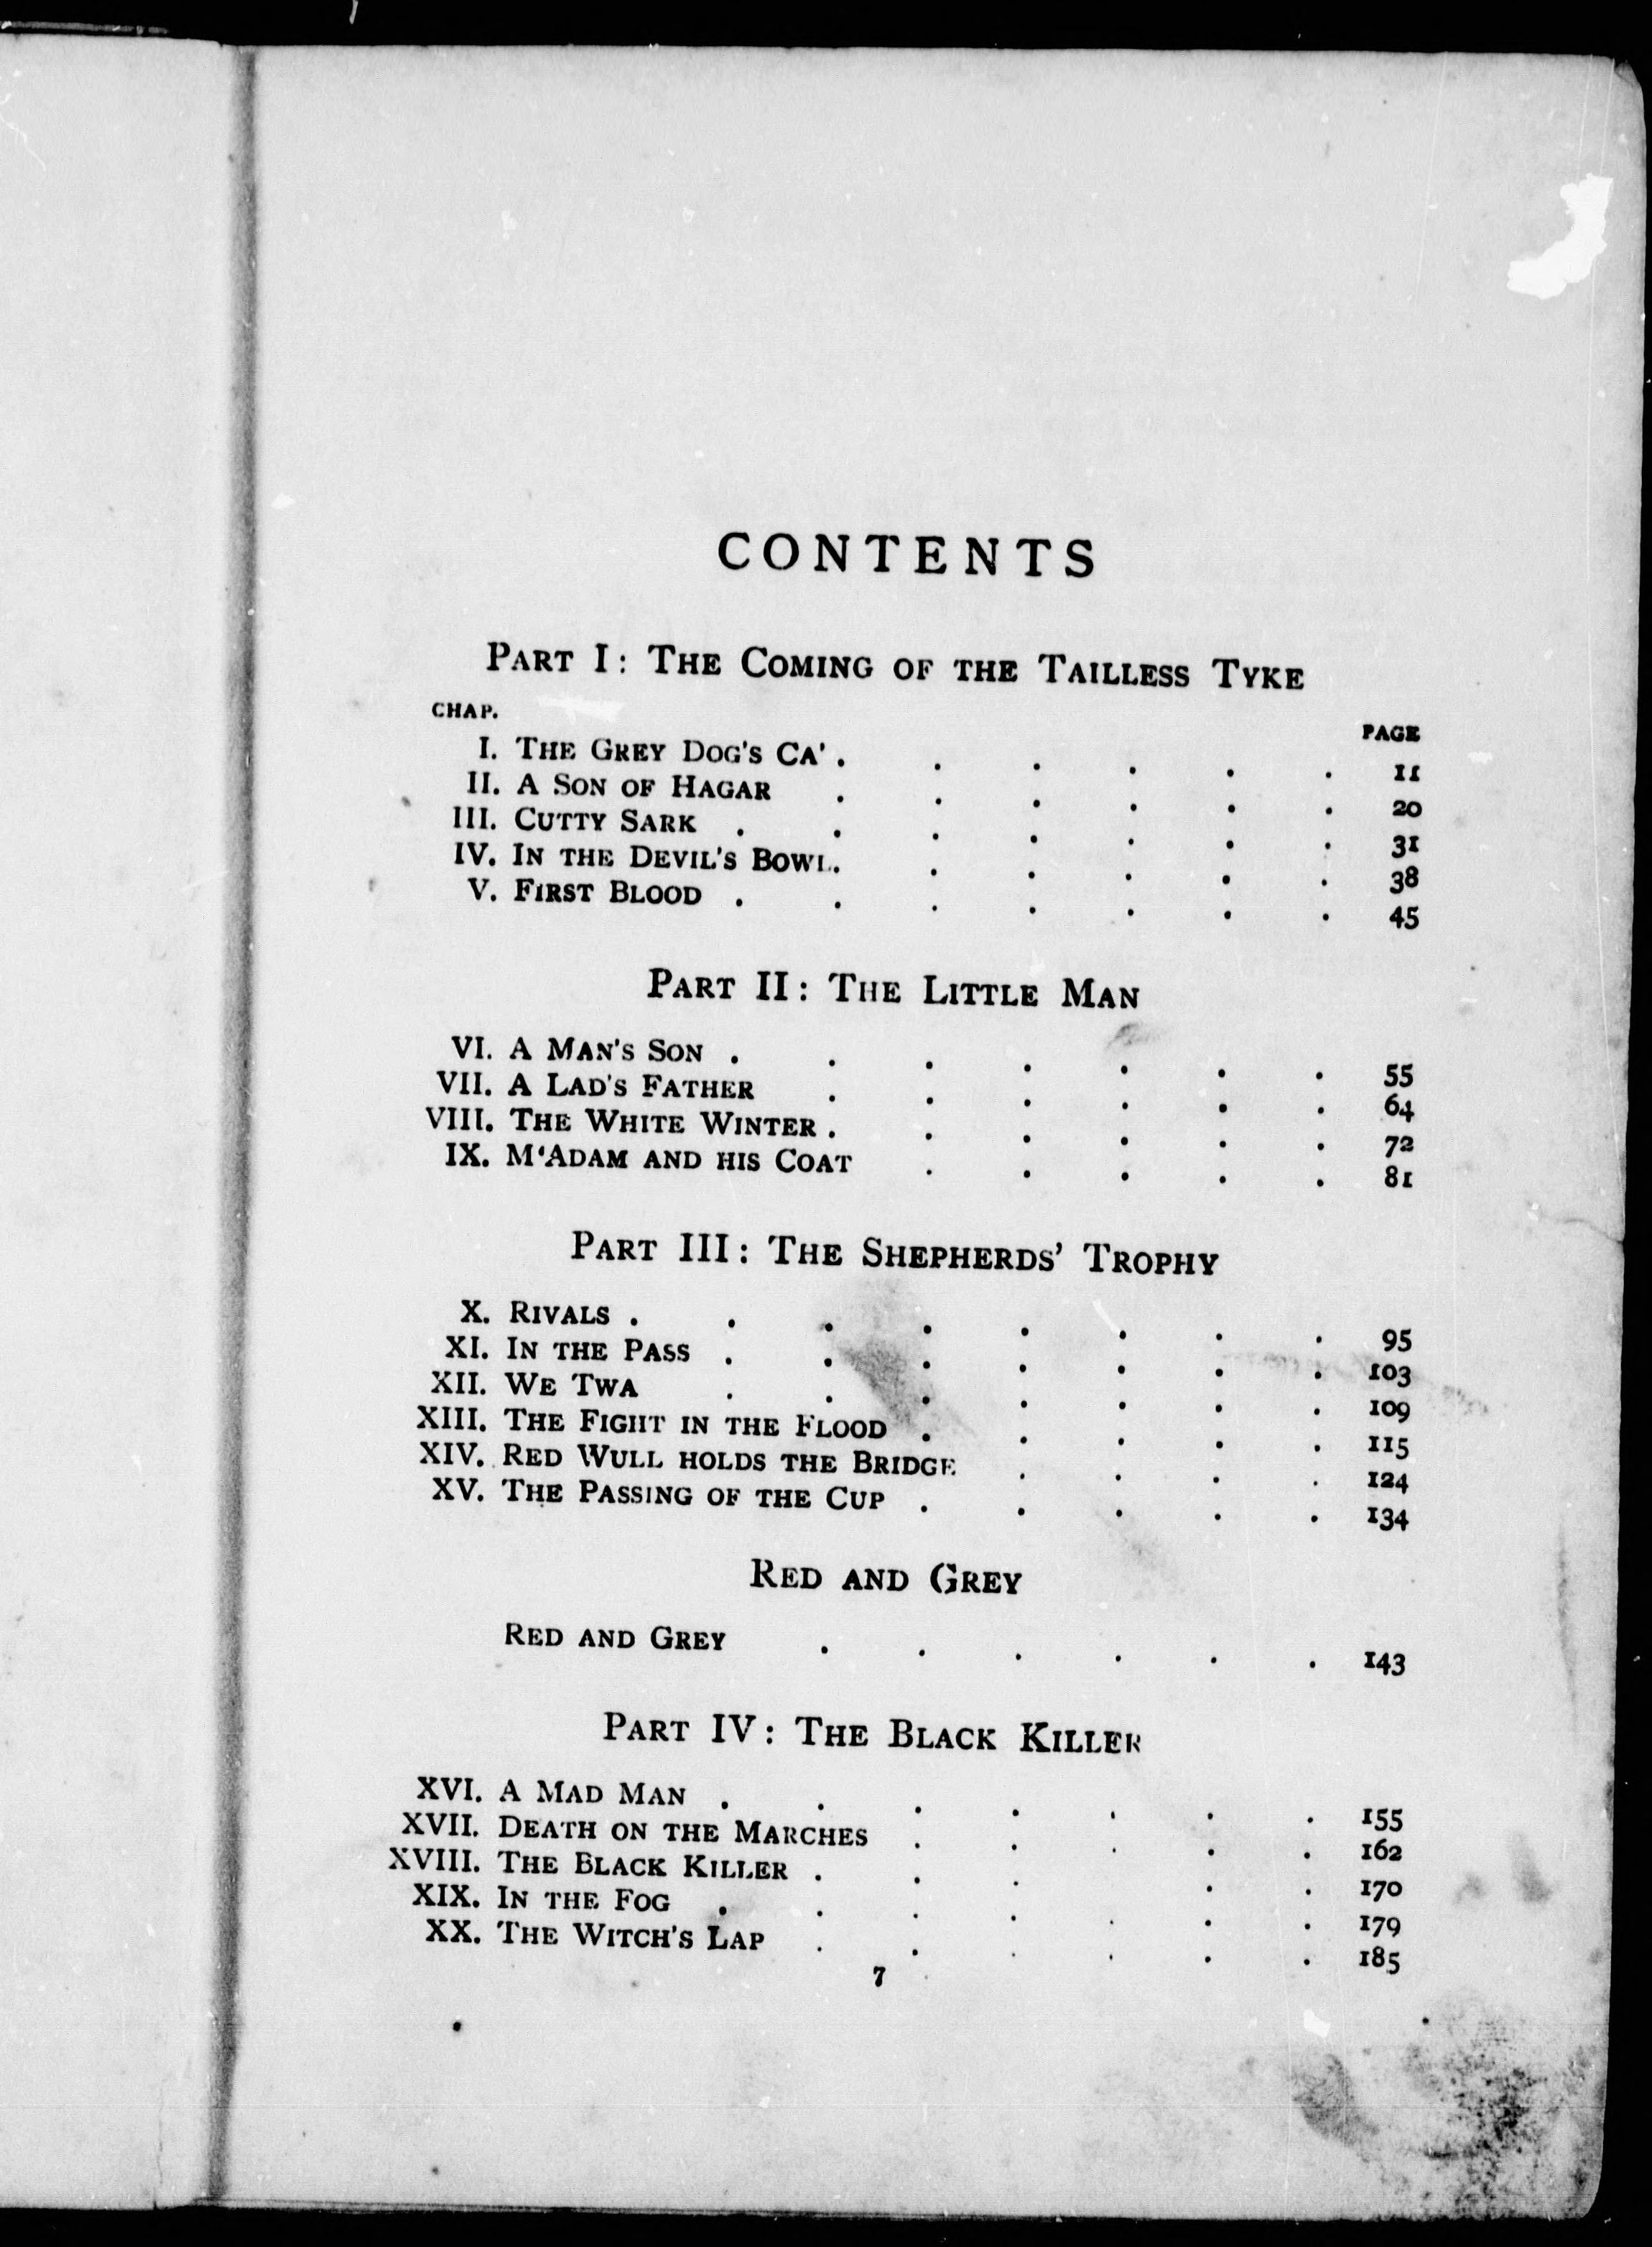 CONTENTS
PART I: THE COMING OF THE TAILLESS TYKE
CHAP. PAGE
I. THE GREY DOG'S CA' . . . . . . 11
II. A SON OF HAGAR . . . . . . 20
III. CUTTY SARK . . . . . . . 31
IV. IN THE DEVIL'S BOWL . . . . . . 38
V. FIRST BLOOD . . . . . . . 45
PART II: THE LITTLE MAN
VI. A MAN'S SON . . . . . . . 55
VII. A LAD'S FATHER . . . . . . 64
VIII. THE WHITE WINTER . . . . . . 72
IX. M'ADAM AND HIS COAT . . . . . 81
PART III: THE SHEPHERDS' TROPHY
X. RIVALS . . . . . . . . 95
XI. IN THE PASS . . . . . . . 103
XII. WE TWA . . . . . . . 109
XIII. THE FIGHT IN THE FLOOD . . . . . 115
XIV. RED WULL HOLDS THE BRIDGE . . . . 124
XV. THE PASSING OF THE CUP . . . . . 134
RED AND GREY
RED AND GREY . . . . . . 143
PART IV: THE BLACK KILLER
XVI. A MAD MAN . . . . . . . 155
XVII. DEATH ON THE MARCHES . . . . . 162
XVIII. THE BLACK KILLER . . . . . 170
XIX. IN THE FOG . . . . . . . 179
XX. THE WITCH'S LAP . . . . . . 185
7